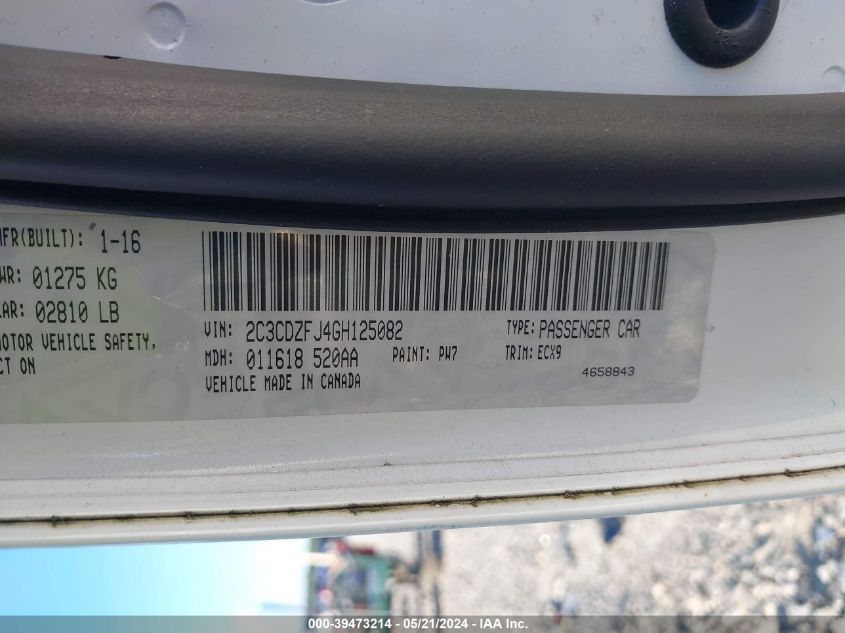 MFR(BUILT): 1-16
WR: 01275 KG
EAR: 02810 LB
MOTOR VEHICLE SAFETY,
CT ON
VIN: 2C3CDZFJ4GH125082 TYPE: PASSENGER CAR
MDH: 011618 520AA PAINT: PW7 TRIM: ECX9
VEHICLE MADE IN CANADA 4658843
000-39473214 - 05/21/2024 - IAA Inc.